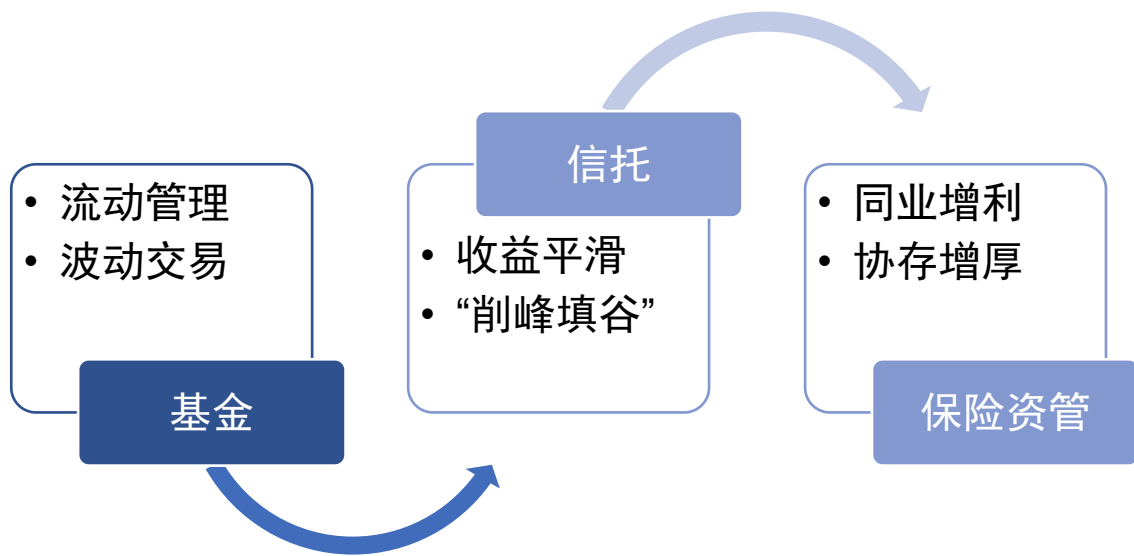 • 流动管理
• 波动交易
基金
信托
• 收益平滑
• “削峰填谷”
• 同业增利
• 协存增厚
保险资管